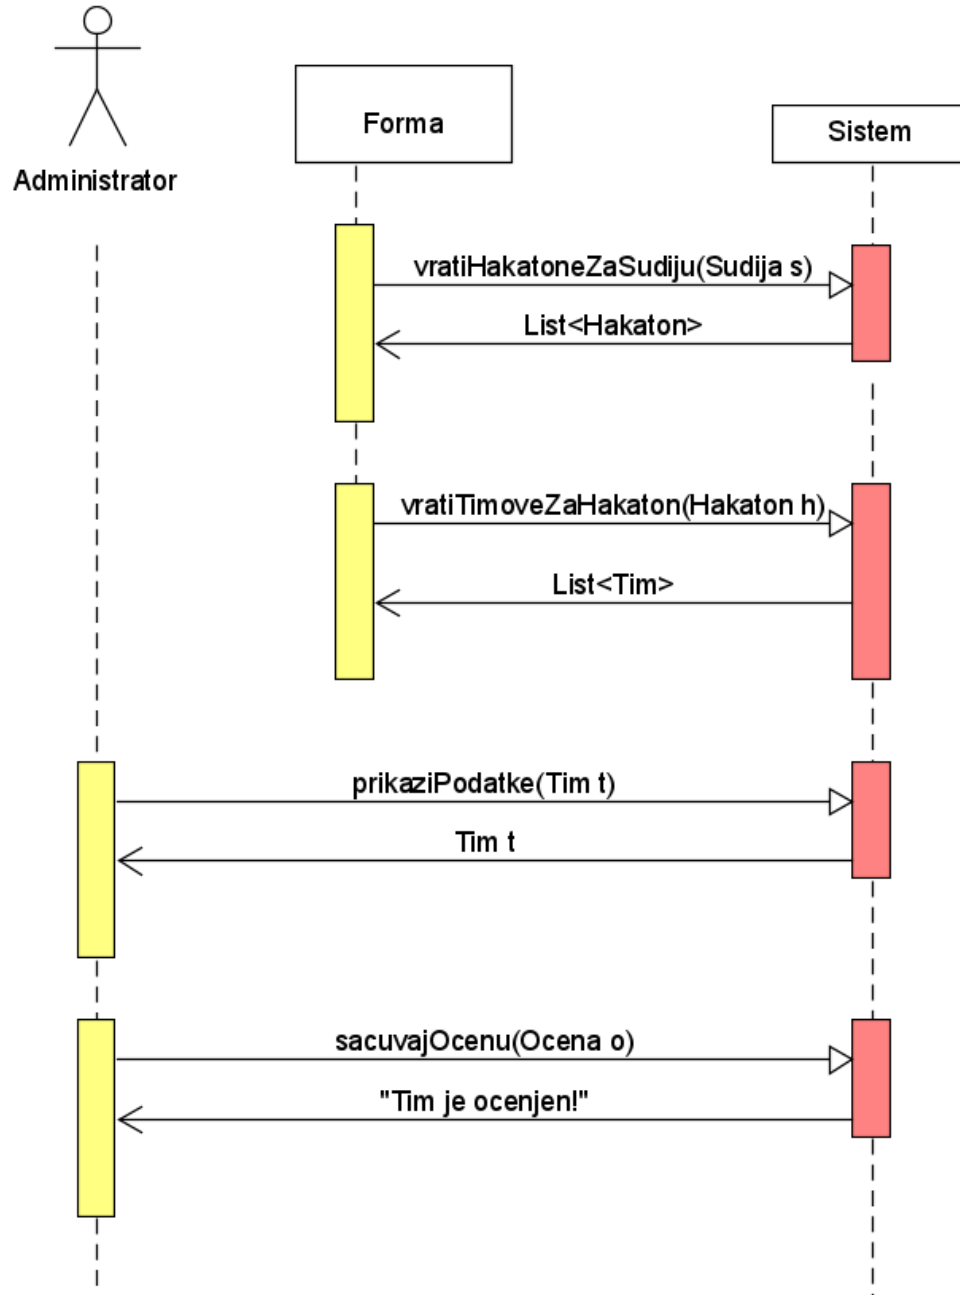 Administrator
Forma
Sistem
vratiHakatoneZaSudiju(Sudija s)
List<Hakaton>
vratiTimoveZaHakaton(Hakaton h)
List<Tim>
prikaziPodatke(Tim t)
Tim t
sacuvajOcenu(Ocena o)
"Tim je ocenjen!"